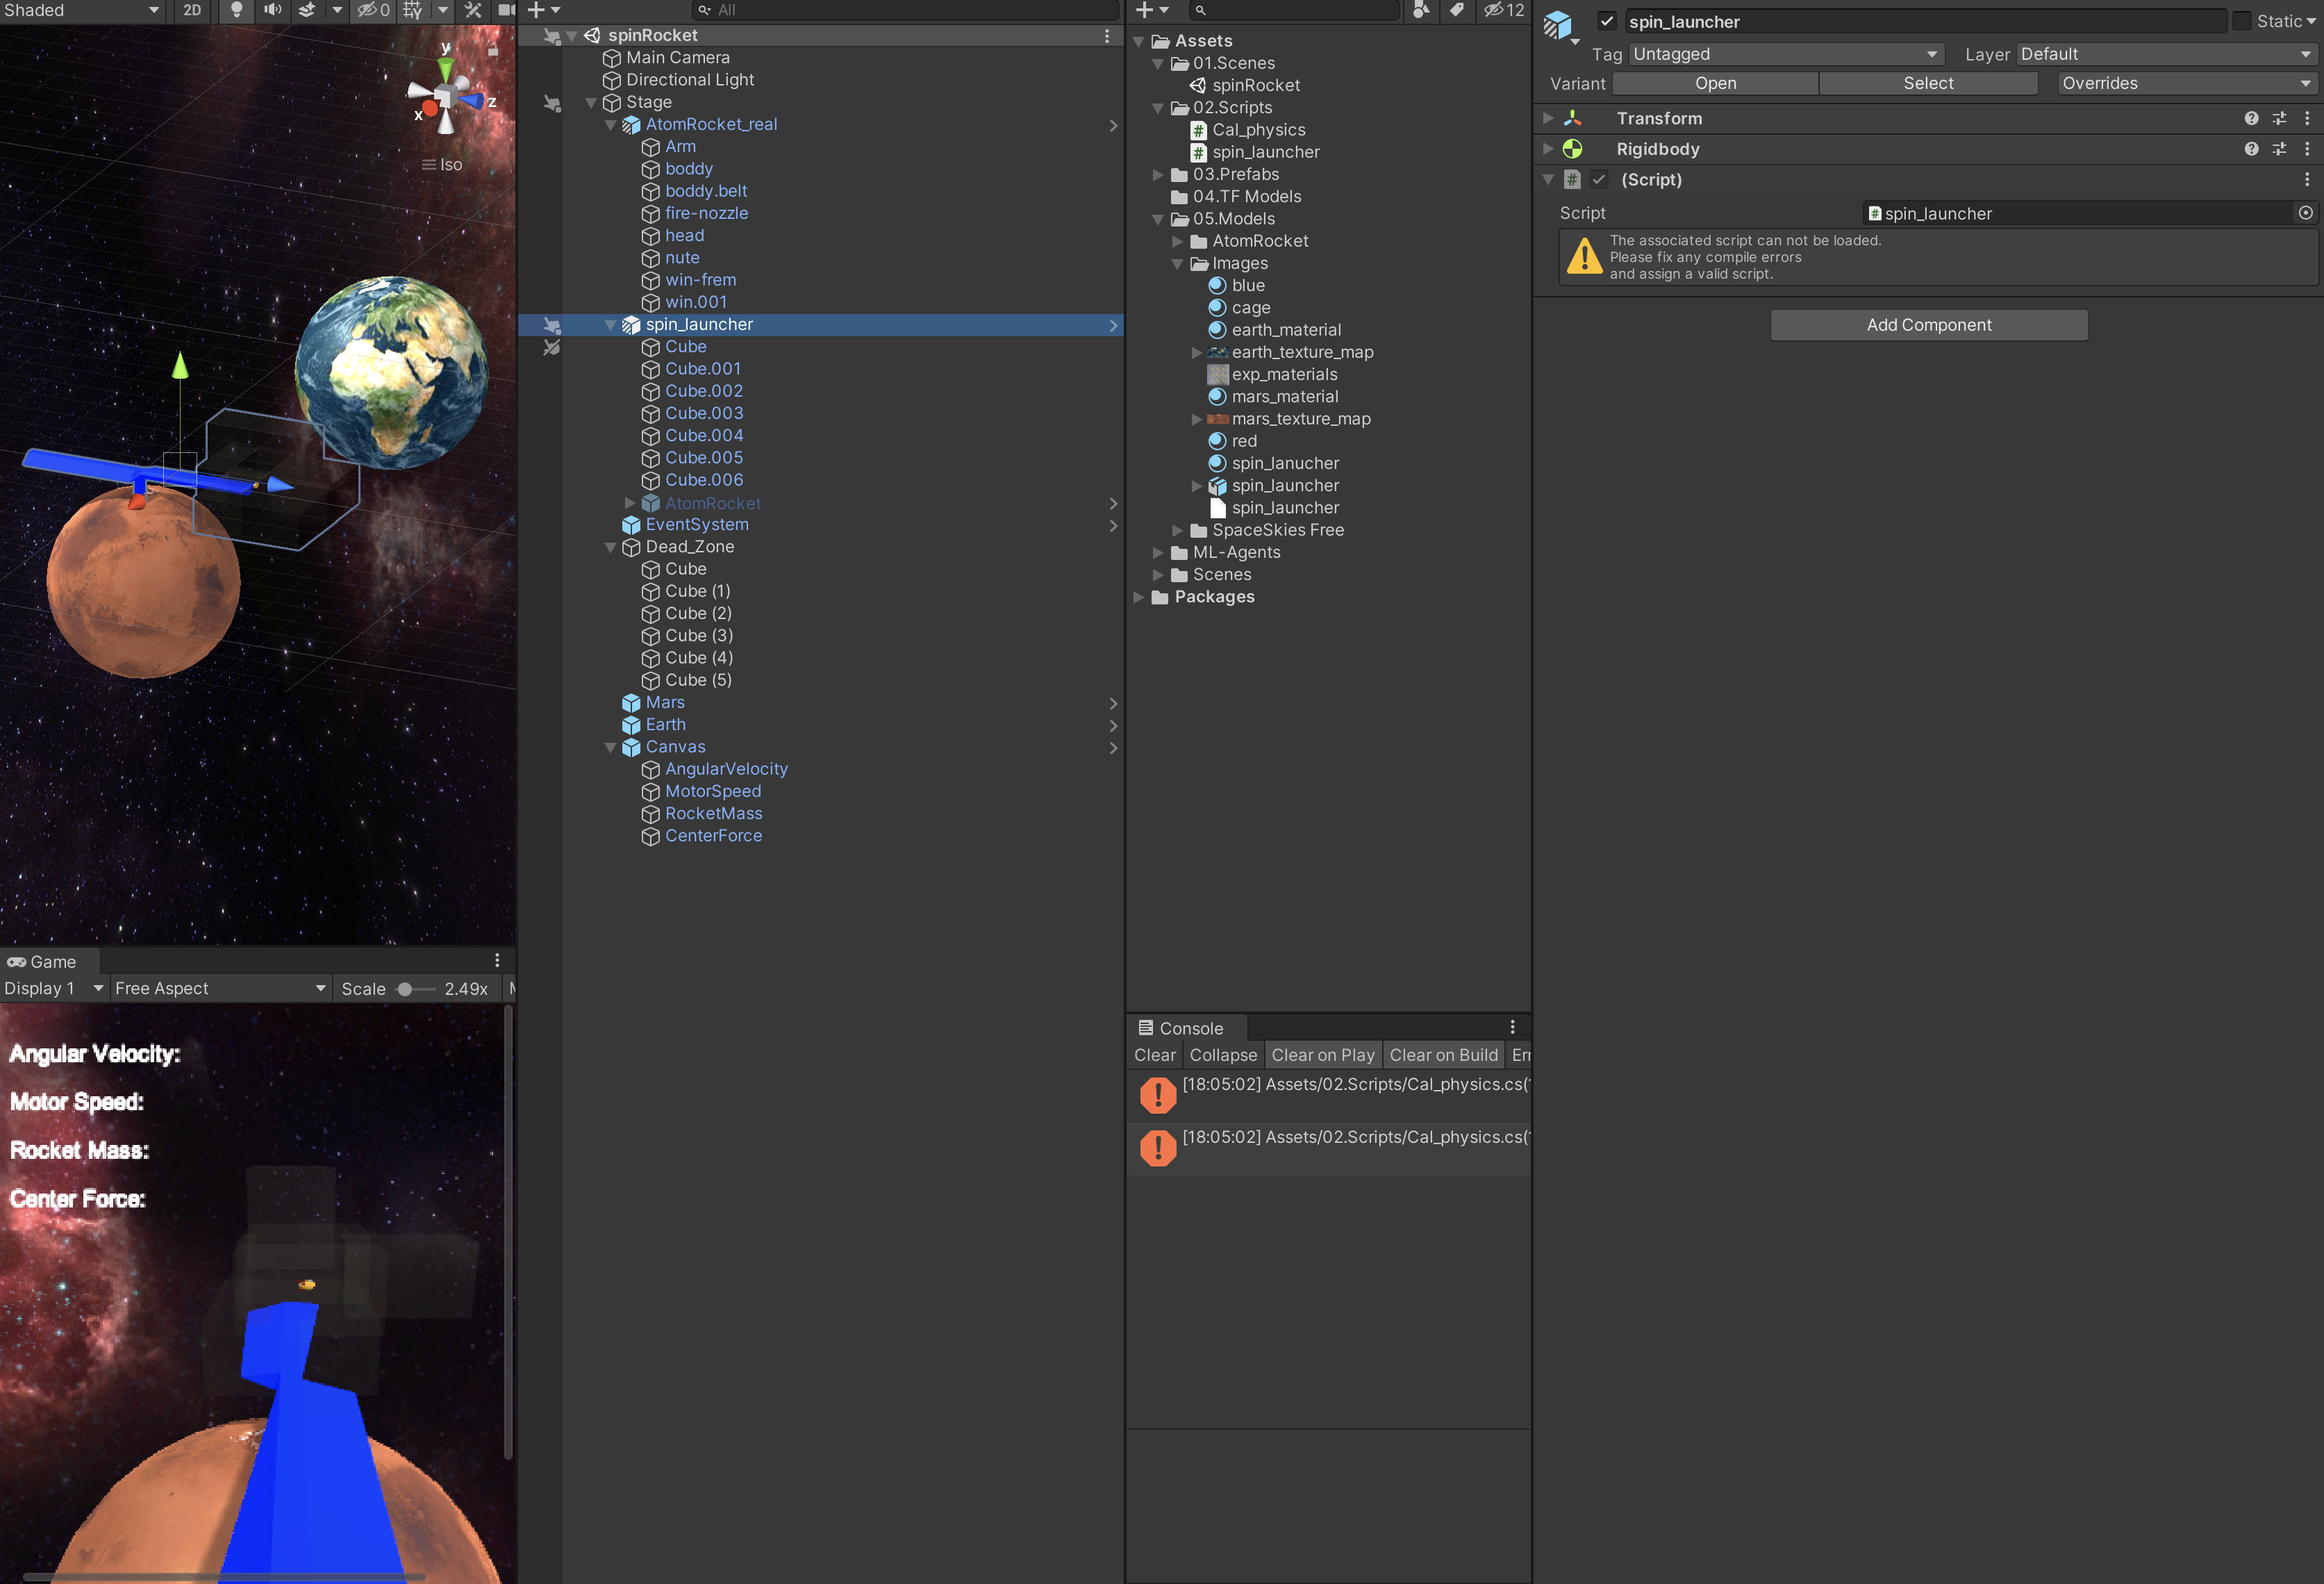 Shaded
2D
0
y
z
x
Iso
Game
Display 1
Free Aspect
Scale
2.49x
Angular Velocity:
Motor Speed:
Rocket Mass:
Center Force:
All
spinRocket
Main Camera
Directional Light
Stage
AtomRocket_real
Arm
boddy
boddy.belt
fire-nozzle
head
nute
win-frem
win.001
spin_launcher
Cube
Cube.001
Cube.002
Cube.003
Cube.004
Cube.005
Cube.006
AtomRocket
EventSystem
Dead_Zone
Cube
Cube (1)
Cube (2)
Cube (3)
Cube (4)
Cube (5)
Mars
Earth
Canvas
AngularVelocity
MotorSpeed
RocketMass
CenterForce
12
Assets
01.Scenes
spinRocket
02.Scripts
Cal_physics
spin_launcher
03.Prefabs
04.TF Models
05.Models
AtomRocket
Images
blue
cage
earth_material
earth_texture_map
exp_materials
mars_material
mars_texture_map
red
spin_lanucher
spin_launcher
spin_launcher
SpaceSkies Free
ML-Agents
Scenes
Packages
Console
Clear Collapse Clear on Play Clear on Build
[18:05:02] Assets/02.Scripts/Cal_physics.cs(
[18:05:02] Assets/02.Scripts/Cal_physics.cs(
spin_launcher
Static
Tag Untagged Layer Default
Variant Open Select Overrides
Transform
Rigidbody
# (Script)
Script spin_launcher
The associated script can not be loaded.
Please fix any compile errors
and assign a valid script.
Add Component